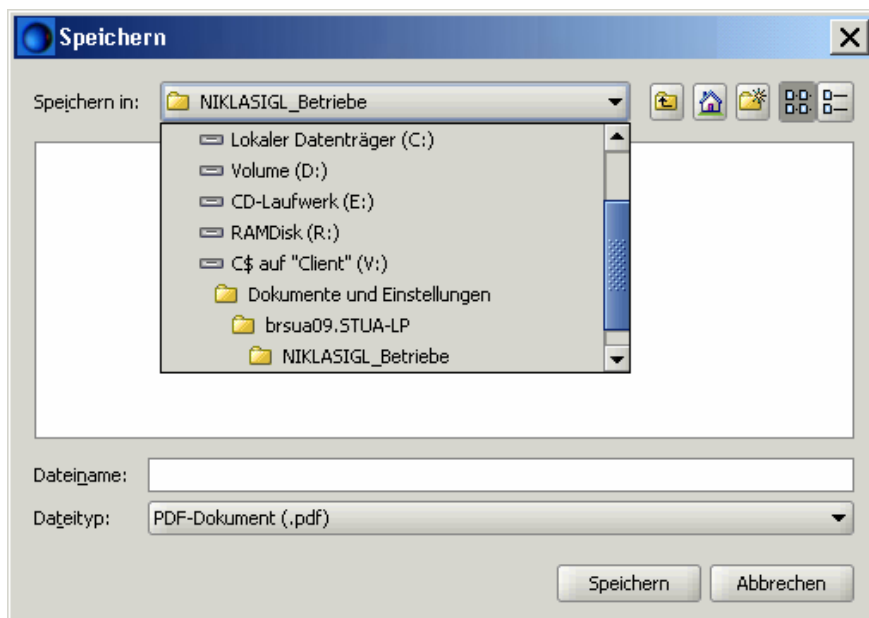 Speichern
Speichern in: NIKLASIGL_Betriebe
Lokaler Datenträger (C:)
Volume (D:)
CD-Laufwerk (E:)
RAMDisk (R:)
C$ auf "Client" (V:)
Dokumente und Einstellungen
brsua09.STUA-LP
NIKLASIGL_Betriebe
Dateiname:
Dateityp: PDF-Dokument (.pdf)
Speichern Abbrechen